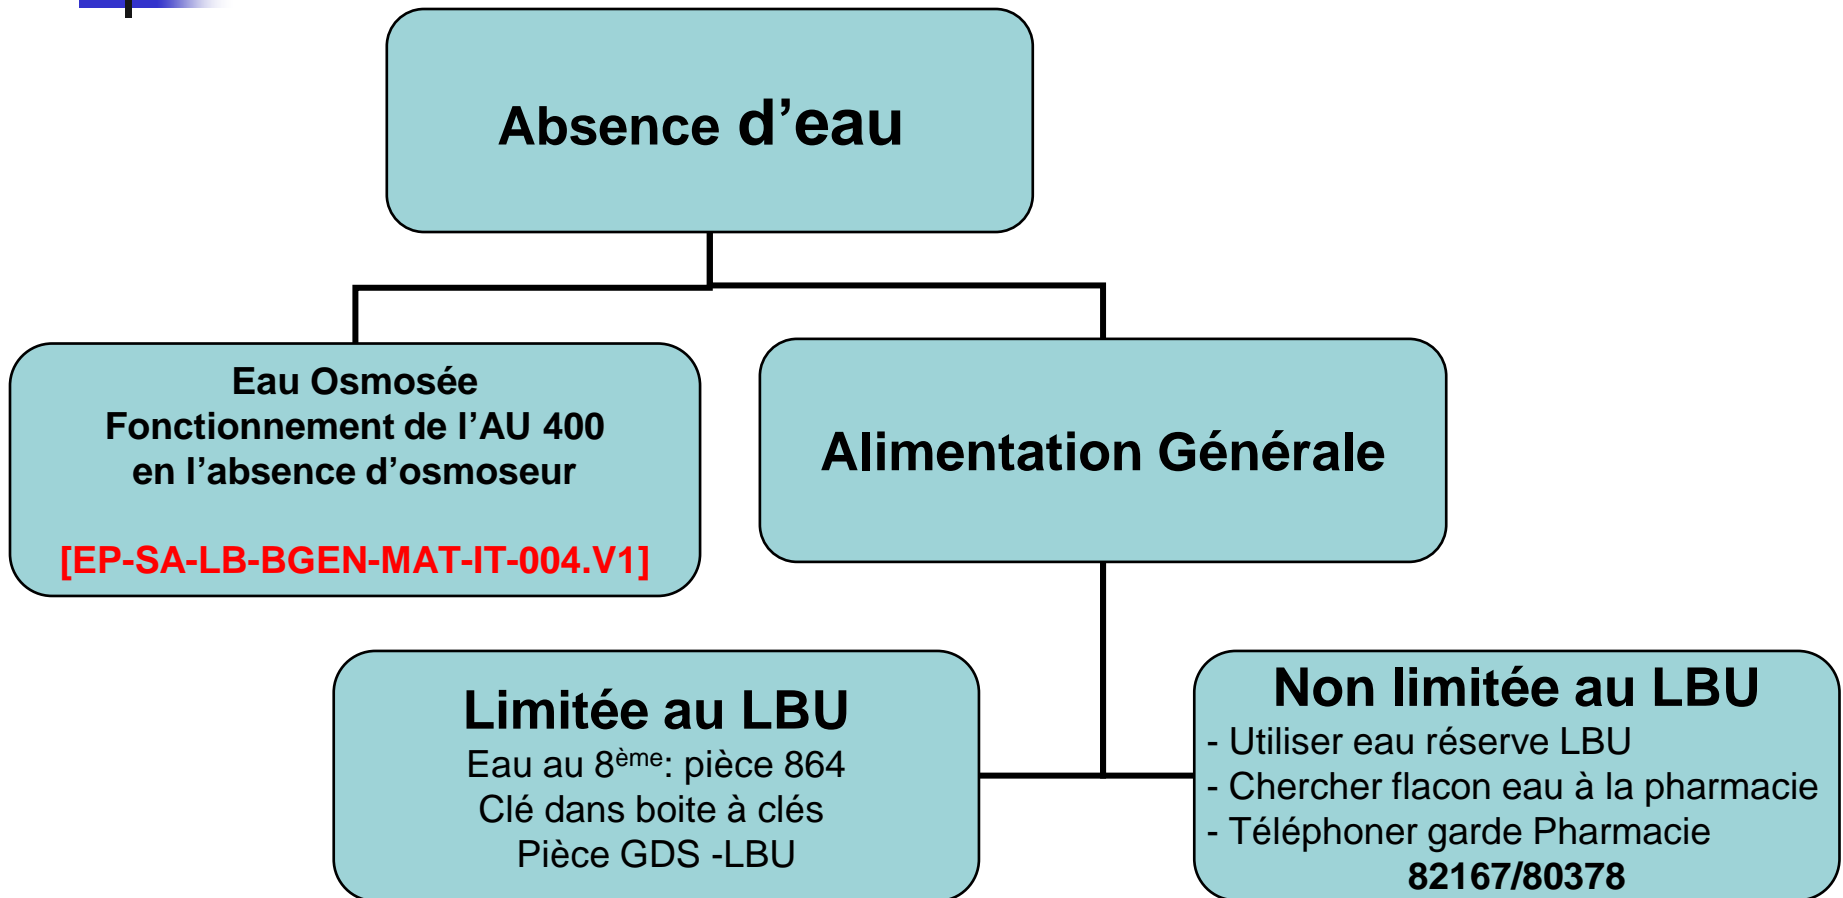 Absence d’eau
Eau Osmosée
Fonctionnement de l’AU 400
en l’absence d’osmoseur
[EP-SA-LB-BGEN-MAT-IT-004.V1]
Alimentation Générale
Limitée au LBU
Eau au 8ème: pièce 864
Clé dans boite à clés
Pièce GDS -LBU
Non limitée au LBU
- Utiliser eau réserve LBU
- Chercher flacon eau à la pharmacie
- Téléphoner garde Pharmacie
82167/80378